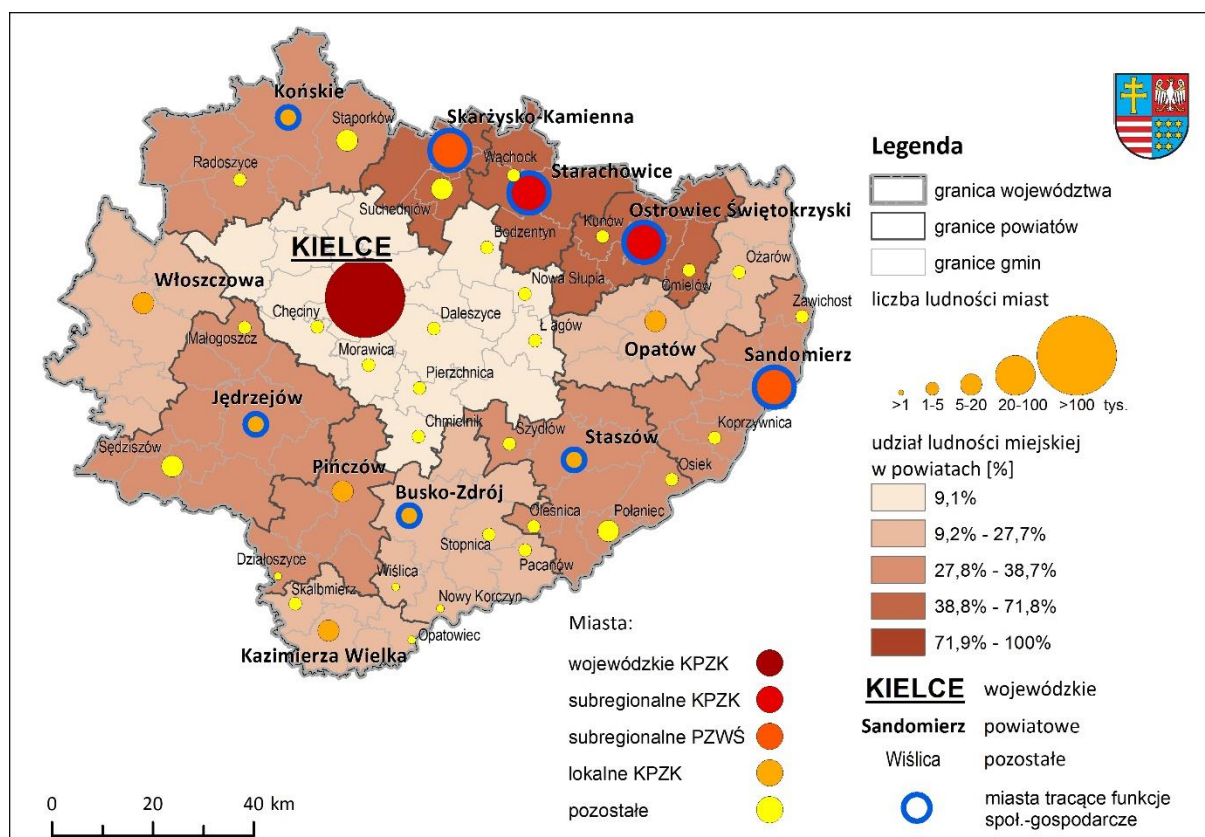 Końskie
Skarżysko-Kamienna
Stąporków
Radoszyce
Wąchock
Starachowice
Suchedniów
Ostrowiec Świętokrzyski
Kunów
Bodzentyn
KIELCE
Ożarów
Nowa Słupia
Ćmielów
Włoszczowa
Zawichost
Chęciny
Daleszyce
Łagów
Małogoszcz
Opatów
Sandomierz
Morawica
Pierzchnica
Jędrzejów
Chmielnik
Koprzywnica
Szydłów
Staszów
Sędziszów
Pińczów
Osiek
Busko-Zdrój
Oleśnica
Połaniec
Stopnica
Pacanów
Działoszyce
Wiślica
Skalbmierz
Nowy Korczyn
Opatowiec
Kazimierza Wielka
0 20 40 km
Miasta:
wojewódzkie KPZK
subregionalne KPZK
subregionalne PZWŚ
lokalne KPZK
pozostałe
Legenda
granica województwa
granice powiatów
granice gmin
liczba ludności miast
>1 1-5 5-20 20-100 >100 tys.
udział ludności miejskiej
w powiatach [%]
9,1%
9,2% - 27,7%
27,8% - 38,7%
38,8% - 71,8%
71,9% - 100%
KIELCE wojewódzkie
Sandomierz powiatowe
Wiślica pozostałe
miasta tracące funkcje
społ.-gospodarcze